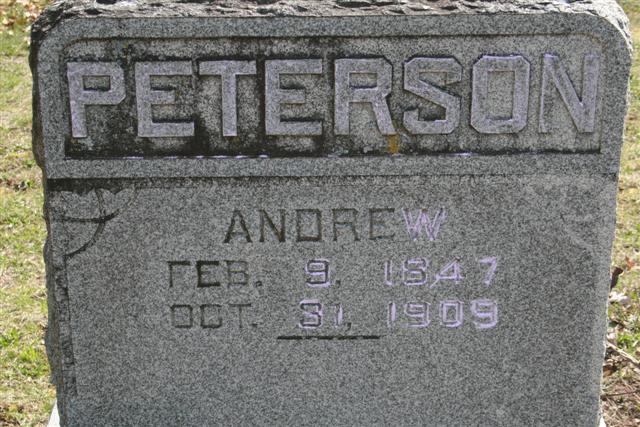 PETERSON
ANDREW
FEB. 9. 1847
OCT. 31, 1909